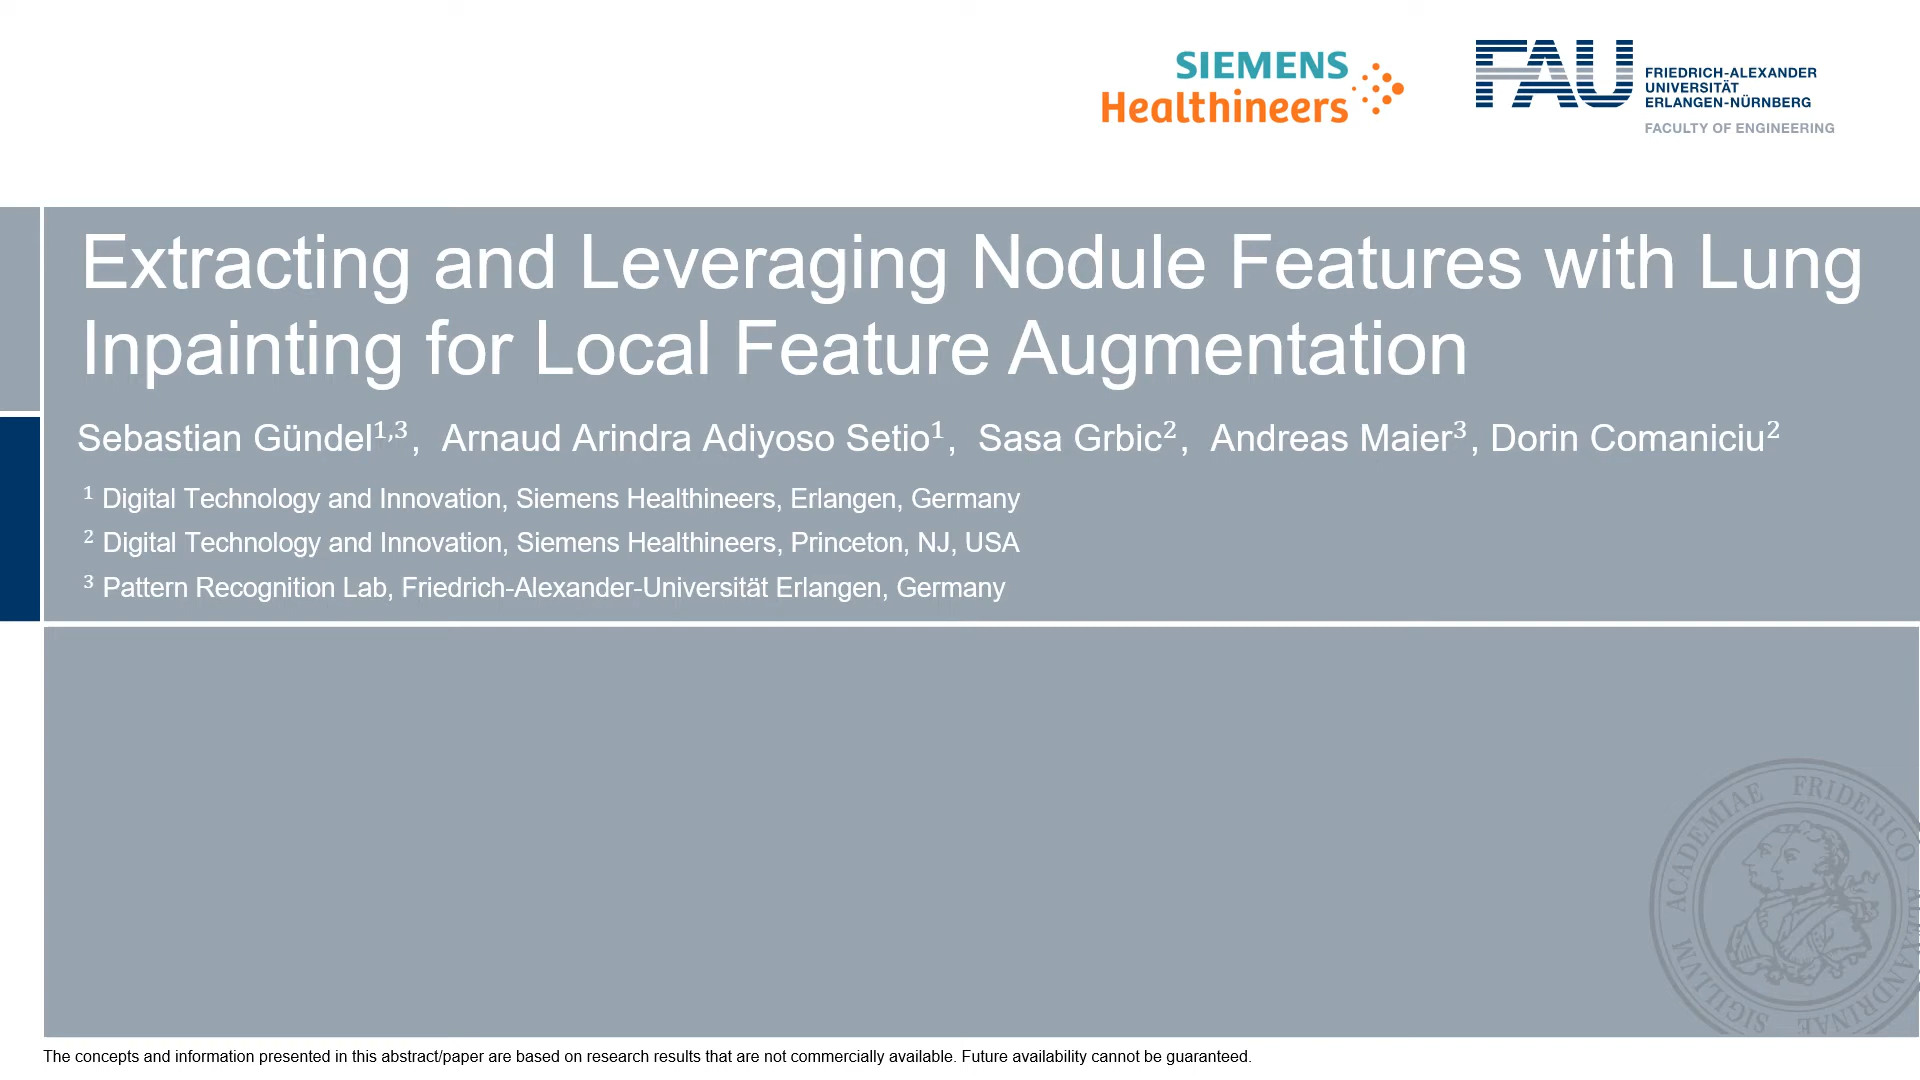 SIEMENS
Healthineers
FAU
FRIEDRICH-ALEXANDER
UNIVERSITÄT
ERLANGEN-NÜRNBERG
FACULTY OF ENGINEERING
Extracting and Leveraging Nodule Features with Lung
Inpainting for Local Feature Augmentation
Sebastian Gündel¹,³, Arnaud Arindra Adiyoso Setio¹, Sasa Grbic², Andreas Maier³, Dorin Comaniciu²
¹ Digital Technology and Innovation, Siemens Healthineers, Erlangen, Germany
² Digital Technology and Innovation, Siemens Healthineers, Princeton, NJ, USA
³ Pattern Recognition Lab, Friedrich-Alexander-Universität Erlangen, Germany
SIGILLVM ACADEMIAE FRIDERICO ALEXANDRINAE
The concepts and information presented in this abstract/paper are based on research results that are not commercially available. Future availability cannot be guaranteed.